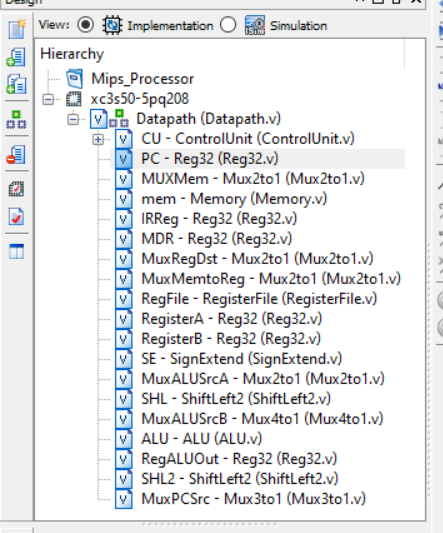 Design
View: Implementation Simulation
Hierarchy
Mips_Processor
xc3s50-5pq208
Datapath (Datapath.v)
CU - ControlUnit (ControlUnit.v)
PC - Reg32 (Reg32.v)
MUXMem - Mux2to1 (Mux2to1.v)
mem - Memory (Memory.v)
IRReg - Reg32 (Reg32.v)
MDR - Reg32 (Reg32.v)
MuxRegDst - Mux2to1 (Mux2to1.v)
MuxMemtoReg - Mux2to1 (Mux2to1.v)
RegFile - RegisterFile (RegisterFile.v)
RegisterA - Reg32 (Reg32.v)
RegisterB - Reg32 (Reg32.v)
SE - SignExtend (SignExtend.v)
MuxALUSrcA - Mux2to1 (Mux2to1.v)
SHL - ShiftLeft2 (ShiftLeft2.v)
MuxALUSrcB - Mux4to1 (Mux4to1.v)
ALU - ALU (ALU.v)
RegALUOut - Reg32 (Reg32.v)
SHL2 - ShiftLeft2 (ShiftLeft2.v)
MuxPCSrc - Mux3to1 (Mux3to1.v)